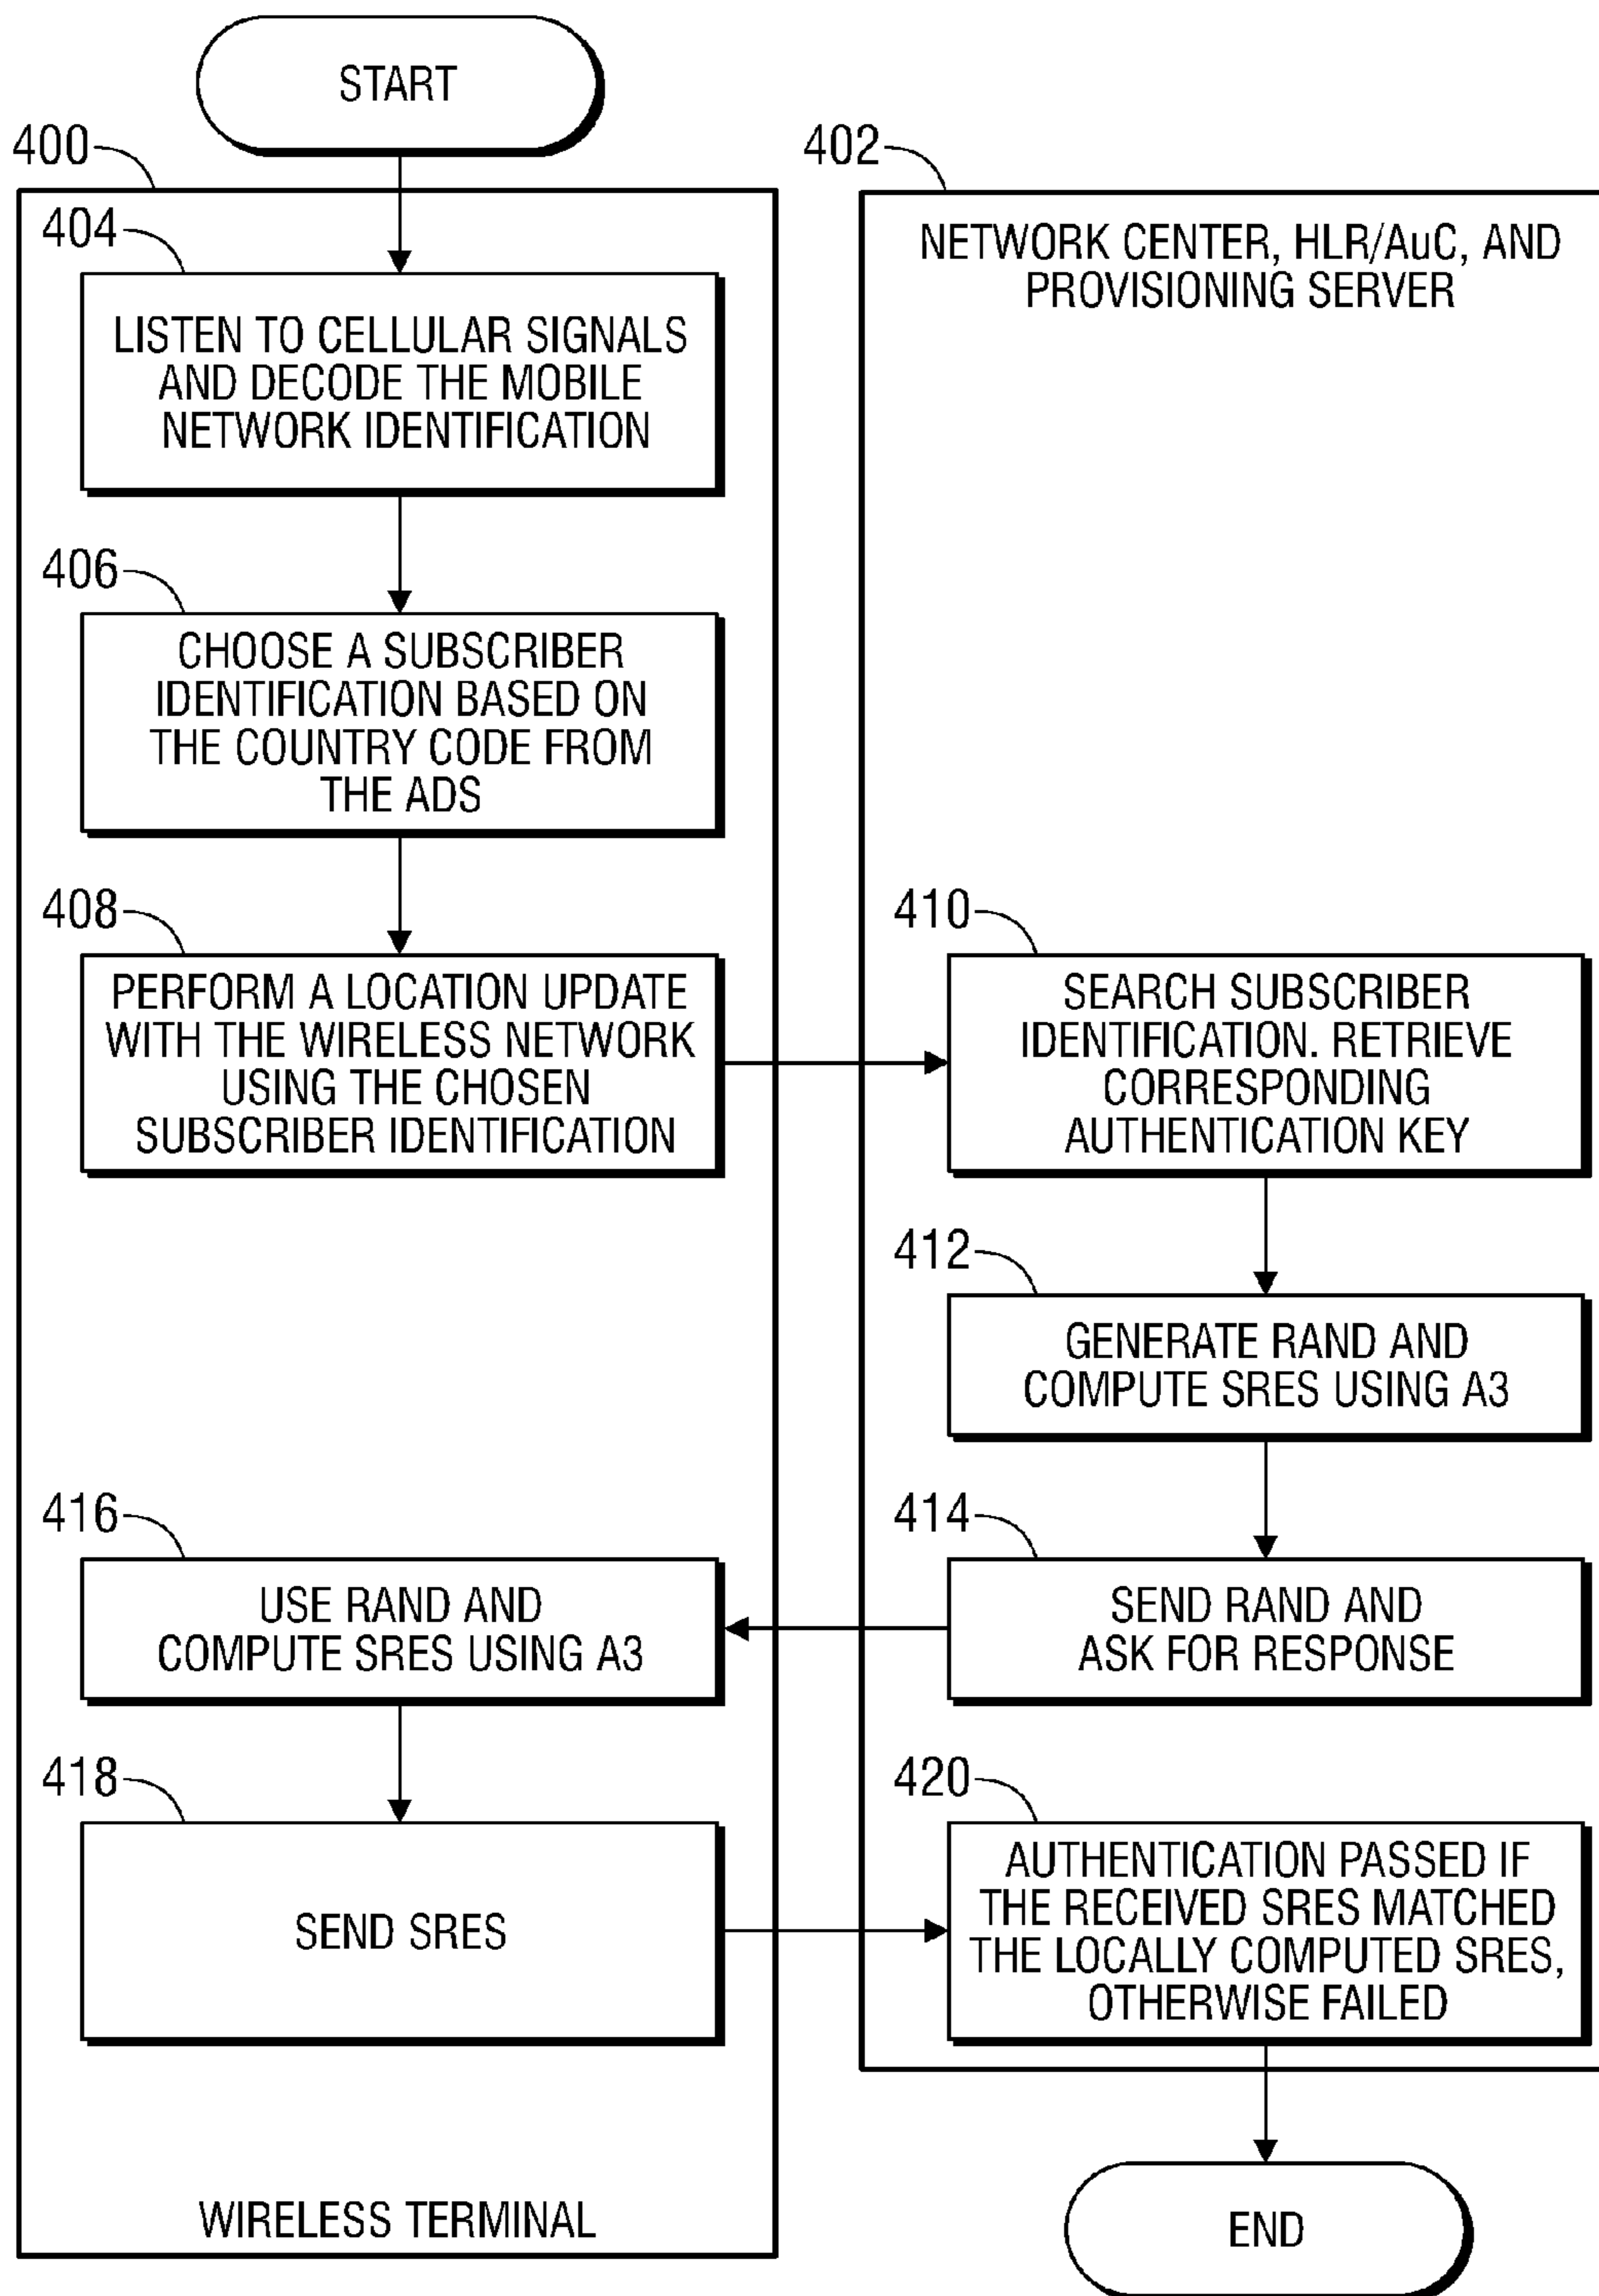 START
400
402
404
NETWORK CENTER, HLR/AuC, AND
PROVISIONING SERVER
LISTEN TO CELLULAR SIGNALS
AND DECODE THE MOBILE
NETWORK IDENTIFICATION
406
CHOOSE A SUBSCRIBER
IDENTIFICATION BASED ON
THE COUNTRY CODE FROM
THE ADS
408
PERFORM A LOCATION UPDATE
WITH THE WIRELESS NETWORK
USING THE CHOSEN
SUBSCRIBER IDENTIFICATION
410
SEARCH SUBSCRIBER
IDENTIFICATION. RETRIEVE
CORRESPONDING
AUTHENTICATION KEY
412
GENERATE RAND AND
COMPUTE SRES USING A3
414
SEND RAND AND
ASK FOR RESPONSE
416
USE RAND AND
COMPUTE SRES USING A3
418
SEND SRES
420
AUTHENTICATION PASSED IF
THE RECEIVED SRES MATCHED
THE LOCALLY COMPUTED SRES,
OTHERWISE FAILED
WIRELESS TERMINAL
END